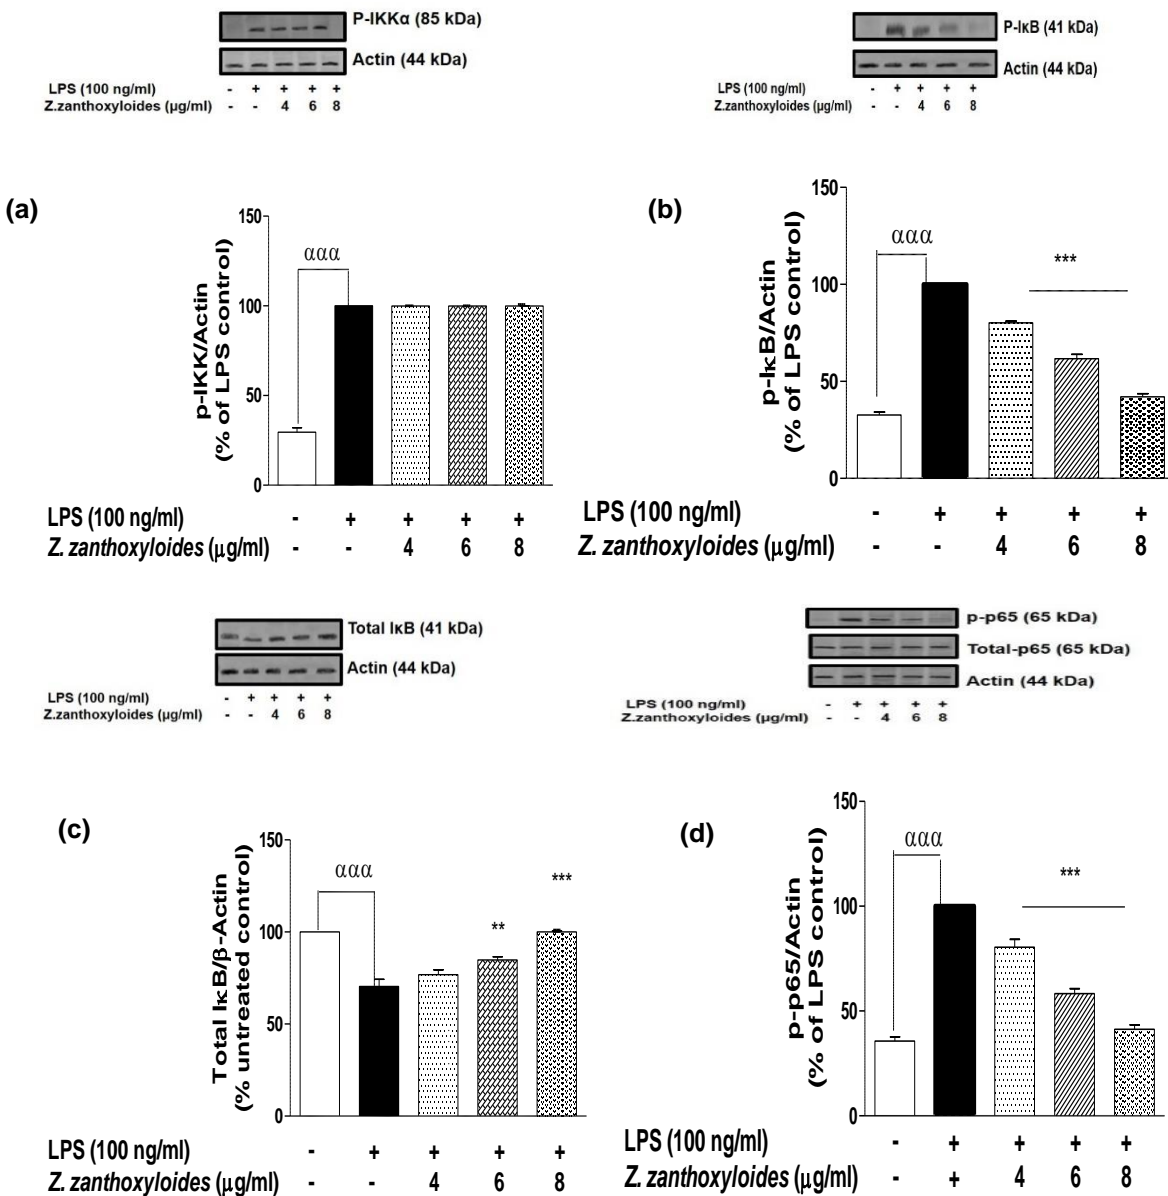 P-IKKα (85 kDa)
Actin (44 kDa)
LPS (100 ng/ml) - + + + +
Z.zanthoxyloides (µg/ml) - - 4 6 8
P-IκB (41 kDa)
Actin (44 kDa)
LPS (100 ng/ml) - + + + +
Z.zanthoxyloides (µg/ml) - - 4 6 8
(a)
p-IKK/Actin
(% of LPS control)
150
100
50
0
ααα
LPS (100 ng/ml) - + + + +
Z. zanthoxyloides (µg/ml) - - 4 6 8
(b)
p-IκB/Actin
(% of LPS control)
150
100
50
0
ααα
***
LPS (100 ng/ml) - + + + +
Z. zanthoxyloides (µg/ml) - - 4 6 8
Total IκB (41 kDa)
Actin (44 kDa)
LPS (100 ng/ml) - + + + +
Z.zanthoxyloides (µg/ml) - - 4 6 8
p-p65 (65 kDa)
Total-p65 (65 kDa)
Actin (44 kDa)
LPS (100 ng/ml) - + + + +
Z.zanthoxyloides (µg/ml) - - 4 6 8
(c)
Total IκB/β-Actin
(% untreated control)
150
100
50
0
ααα
**
***
LPS (100 ng/ml) - + + + +
Z. zanthoxyloides (µg/ml) - - 4 6 8
(d)
p-p65/Actin
(% of LPS control)
150
100
50
0
ααα
***
LPS (100 ng/ml) - + + + +
Z. zanthoxyloides (µg/ml) - + 4 6 8